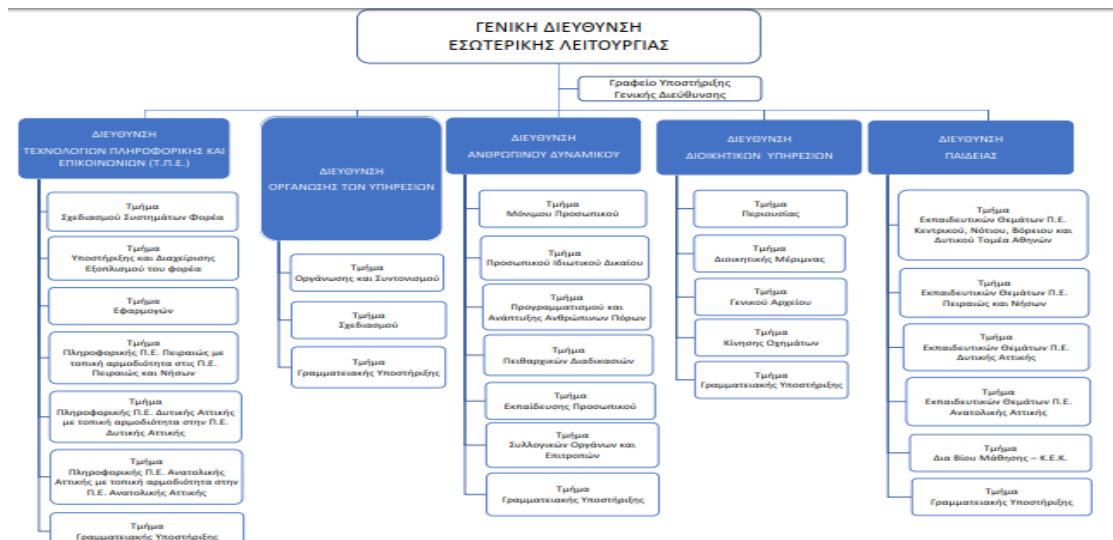 ΓΕΝΙΚΗ ΔΙΕΥΘΥΝΣΗ
ΕΣΩΤΕΡΙΚΗΣ ΛΕΙΤΟΥΡΓΙΑΣ
Γραφείο Υποστήριξης
Γενικής Διεύθυνσης
ΔΙΕΥΘΥΝΣΗ
ΤΕΧΝΟΛΟΓΙΩΝ ΠΛΗΡΟΦΟΡΙΚΗΣ ΚΑΙ
ΕΠΙΚΟΙΝΩΝΙΩΝ (Τ.Π.Ε.)
Τμήμα
Σχεδιασμού Συστημάτων Φορέα
Τμήμα
Υποστήριξης και Διαχείρισης
Εξοπλισμού του φορέα
Τμήμα
Εφαρμογών
Τμήμα
Πληροφορικής Π.Ε. Πειραιώς με
τοπική αρμοδιότητα στις Π.Ε.
Πειραιώς και Νήσων
Τμήμα
Πληροφορικής Π.Ε. Δυτικής Αττικής
με τοπική αρμοδιότητα στην Π.Ε.
Δυτικής Αττικής
Τμήμα
Πληροφορικής Π.Ε. Ανατολικής
Αττικής με τοπική αρμοδιότητα στην
Π.Ε. Ανατολικής Αττικής
Τμήμα
Γραμματειακής Υποστήριξης
ΔΙΕΥΘΥΝΣΗ
ΟΡΓΑΝΩΣΗΣ ΤΩΝ ΥΠΗΡΕΣΙΩΝ
Τμήμα
Οργάνωσης και Συντονισμού
Τμήμα
Σχεδιασμού
Τμήμα
Γραμματειακής Υποστήριξης
ΔΙΕΥΘΥΝΣΗ
ΑΝΘΡΩΠΙΝΟΥ ΔΥΝΑΜΙΚΟΥ
Τμήμα
Μόνιμου Προσωπικού
Τμήμα
Προσωπικού Ιδιωτικού Δικαίου
Τμήμα
Προγραμματισμού και
Ανάπτυξης Ανθρώπινων Πόρων
Τμήμα
Πειθαρχικών Διαδικασιών
Τμήμα
Εκπαίδευσης Προσωπικού
Τμήμα
Συλλογικών Οργάνων και
Επιτροπών
Τμήμα
Γραμματειακής Υποστήριξης
ΔΙΕΥΘΥΝΣΗ
ΔΙΟΙΚΗΤΙΚΩΝ ΥΠΗΡΕΣΙΩΝ
Τμήμα
Περιουσίας
Τμήμα
Διοικητικής Μέριμνας
Τμήμα
Γενικού Αρχείου
Τμήμα
Κίνησης Οχημάτων
Τμήμα
Γραμματειακής Υποστήριξης
ΔΙΕΥΘΥΝΣΗ
ΠΑΙΔΕΙΑΣ
Τμήμα
Εκπαιδευτικών Θεμάτων Π.Ε.
Κεντρικού, Νότιου, Βόρειου και
Δυτικού Τομέα Αθηνών
Τμήμα
Εκπαιδευτικών Θεμάτων Π.Ε.
Πειραιώς και Νήσων
Τμήμα
Εκπαιδευτικών Θεμάτων Π.Ε.
Δυτικής Αττικής
Τμήμα
Εκπαιδευτικών Θεμάτων Π.Ε.
Ανατολικής Αττικής
Τμήμα
Δια Βίου Μάθησης – Κ.Ε.Κ.
Τμήμα
Γραμματειακής Υποστήριξης